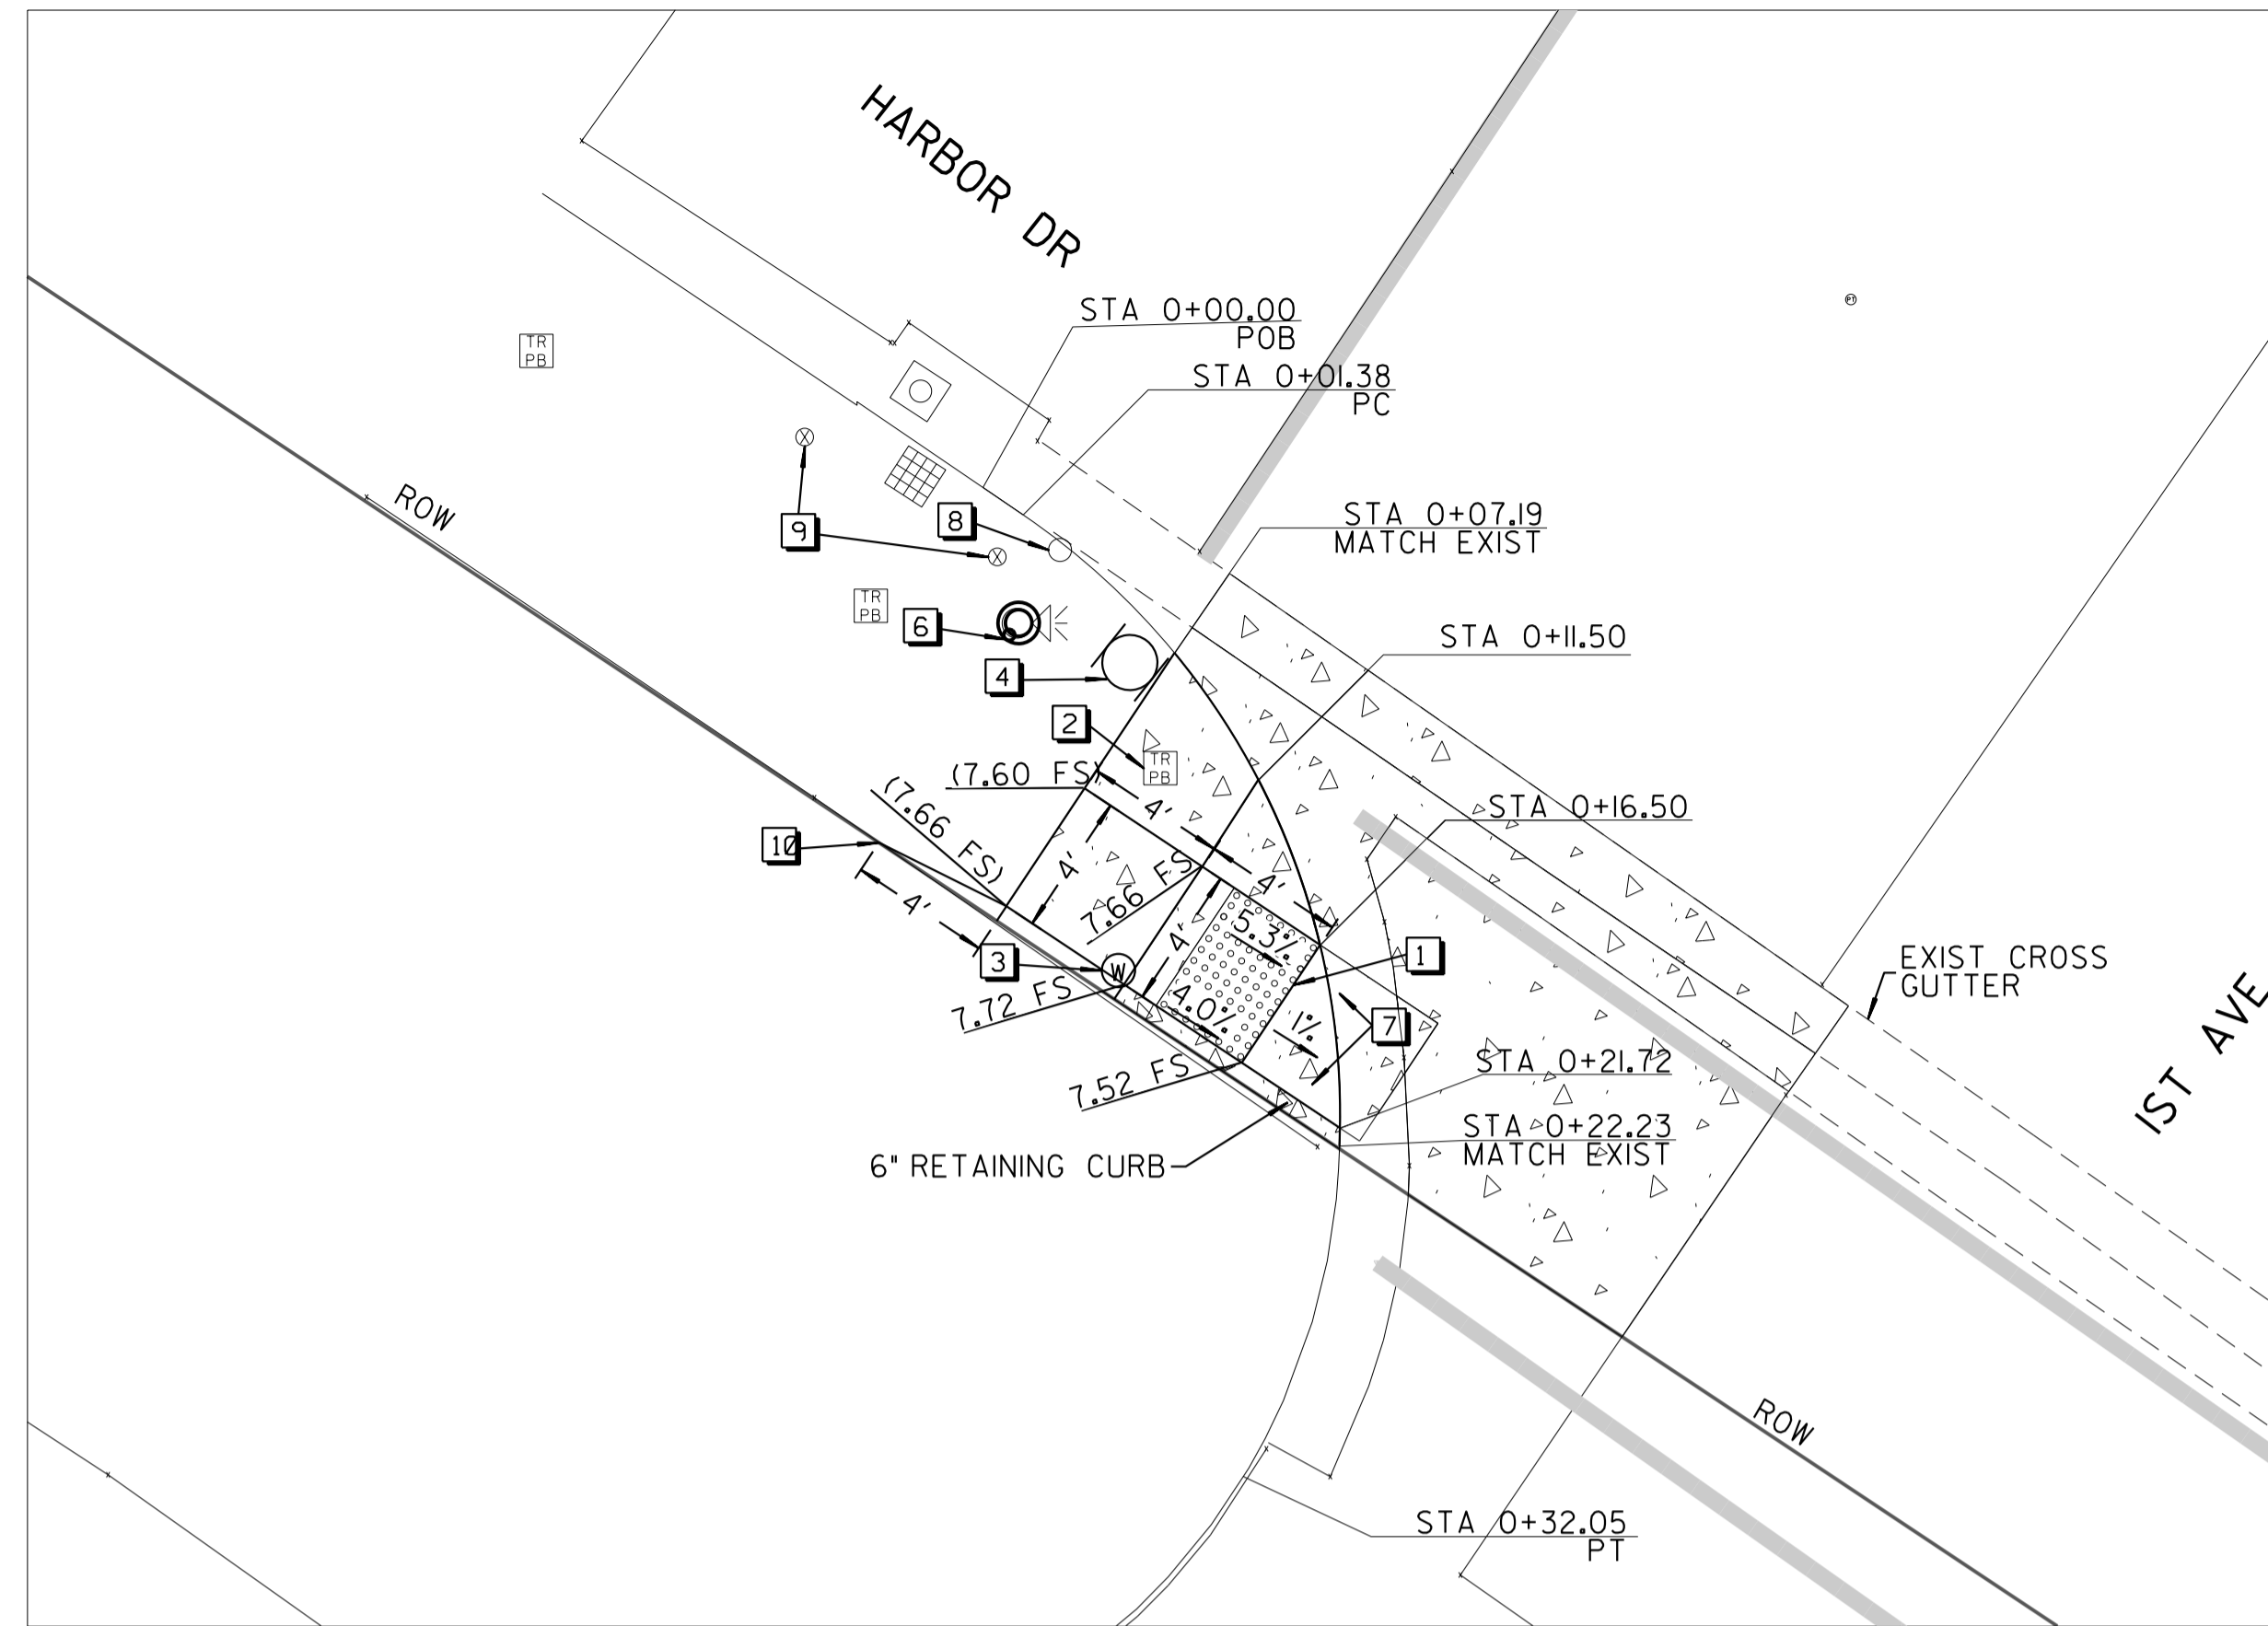 HARBOR DR
STA 0+00.00
POB
STA 0+01.38
PC
PT
TR
PB
ROW
8
9
STA 0+07.19
MATCH EXIST
TR
PB
6
4
STA 0+11.50
2
TR
PB
(7.60 FS)
(7.66 FS)
4'
4'
STA 0+16.50
10
4'
7.66 FS
4'
4'
5.3%
3
W
1
EXIST CROSS
GUTTER
1ST AVE
7.72 FS
4.0%
1%
7
7.52 FS
STA 0+21.72
STA 0+22.23
MATCH EXIST
6" RETAINING CURB
ROW
STA 0+32.05
PT